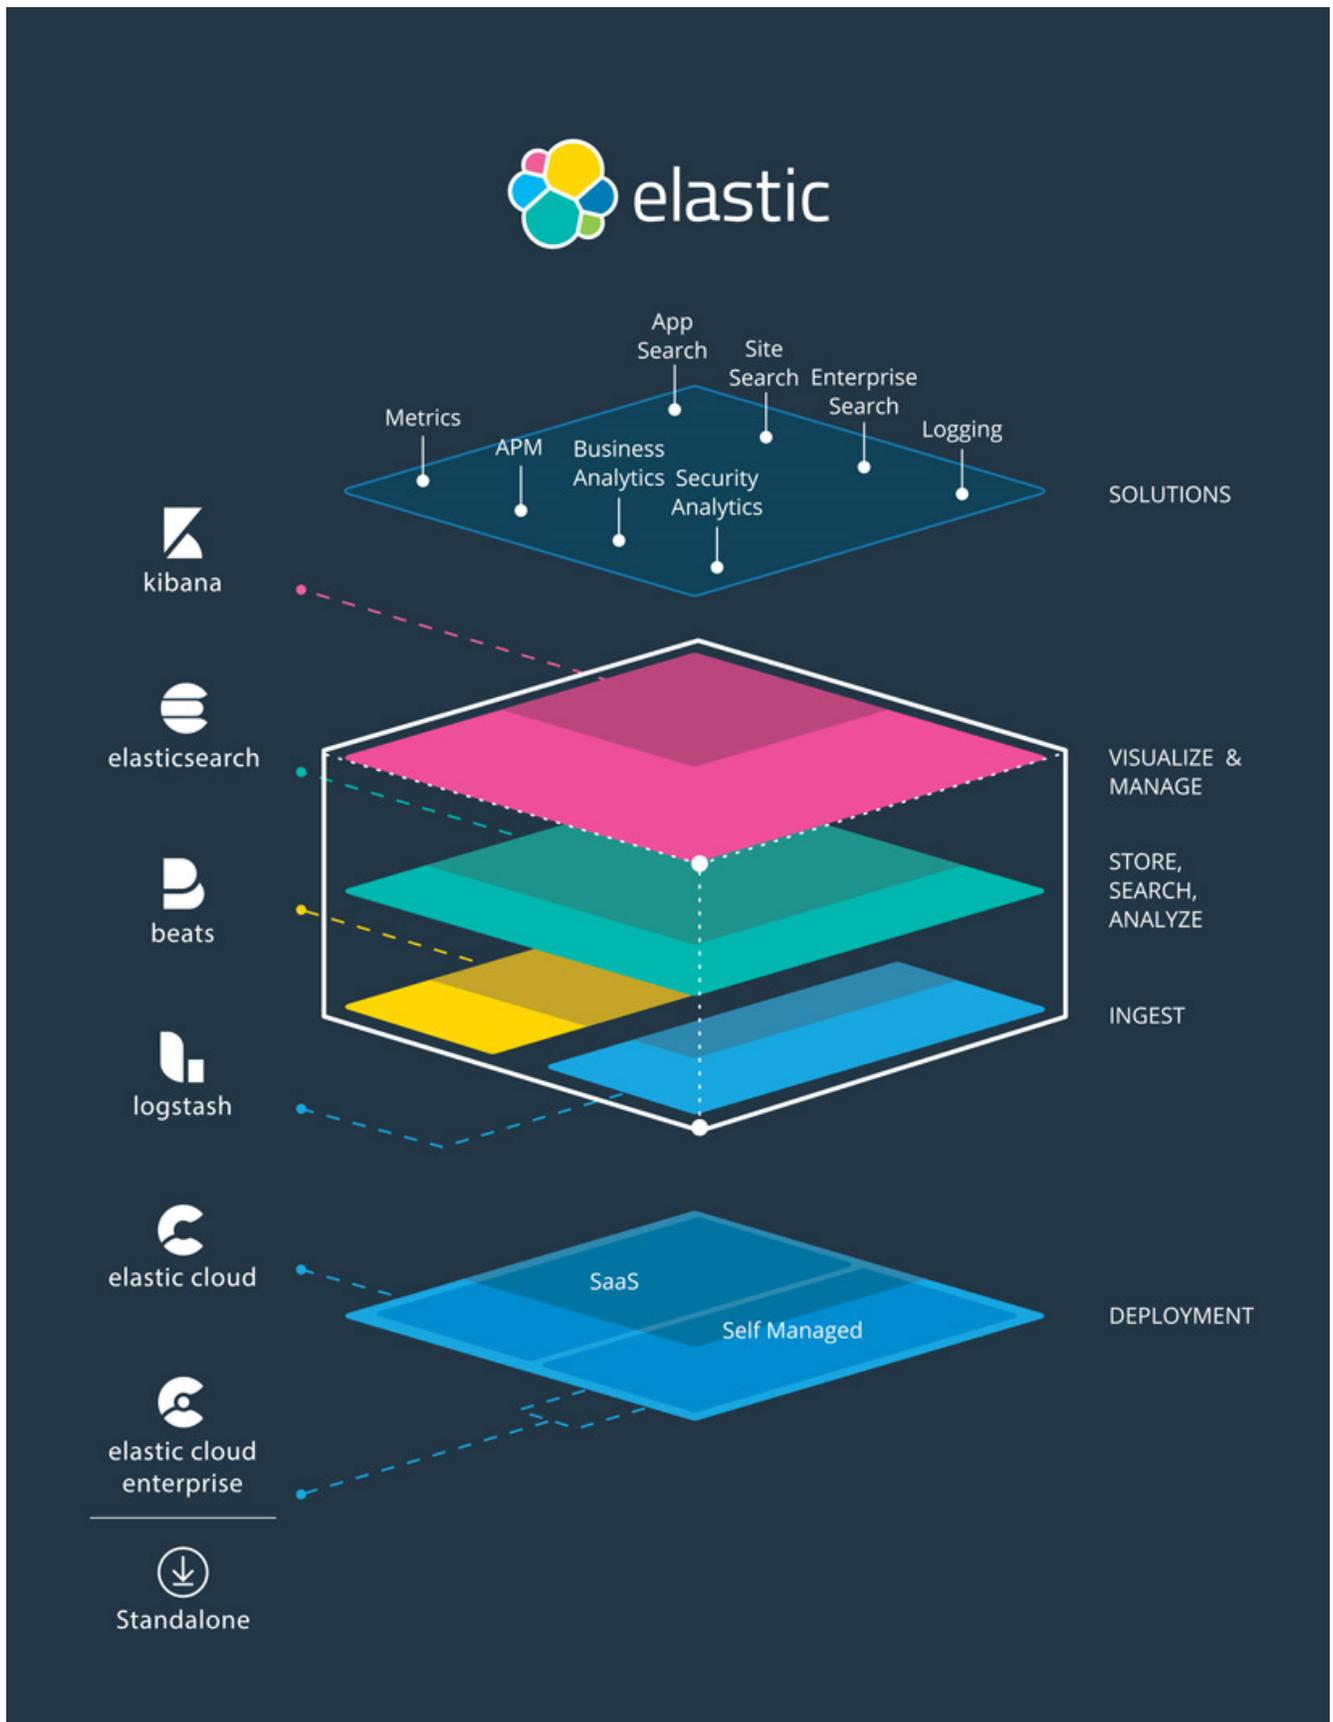 elastic
App
Search
Site
Search
Enterprise
Search
Logging
Metrics
APM
Business
Analytics
Security
Analytics
SOLUTIONS
kibana
elasticsearch
VISUALIZE &
MANAGE
STORE,
SEARCH,
ANALYZE
beats
INGEST
logstash
elastic cloud
SaaS
Self Managed
DEPLOYMENT
elastic cloud
enterprise
Standalone